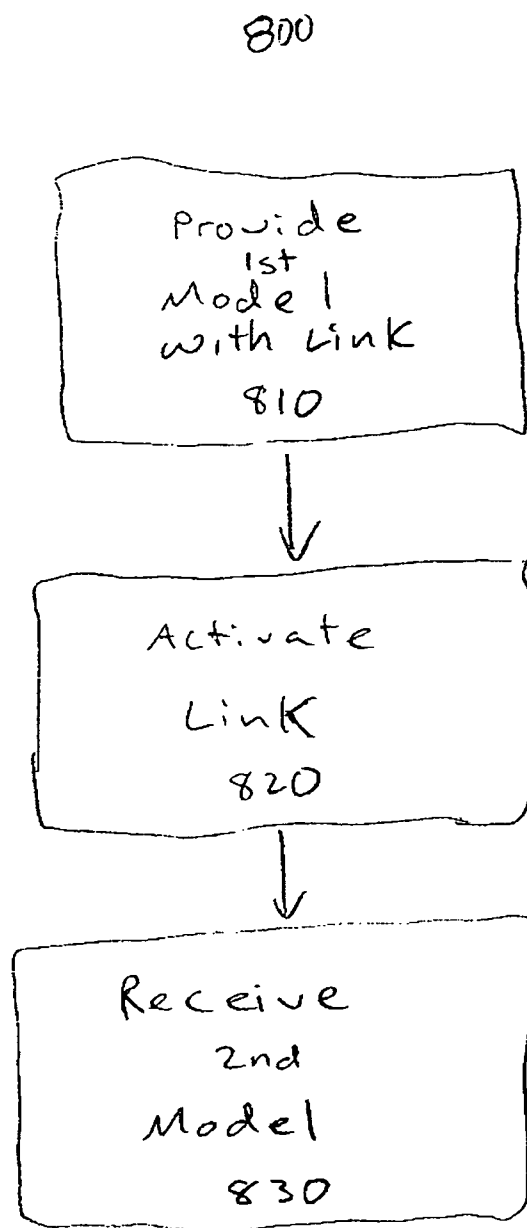 800
Provide
1st
Model
with Link
810
Activate
Link
820
Receive
2nd
Model
830